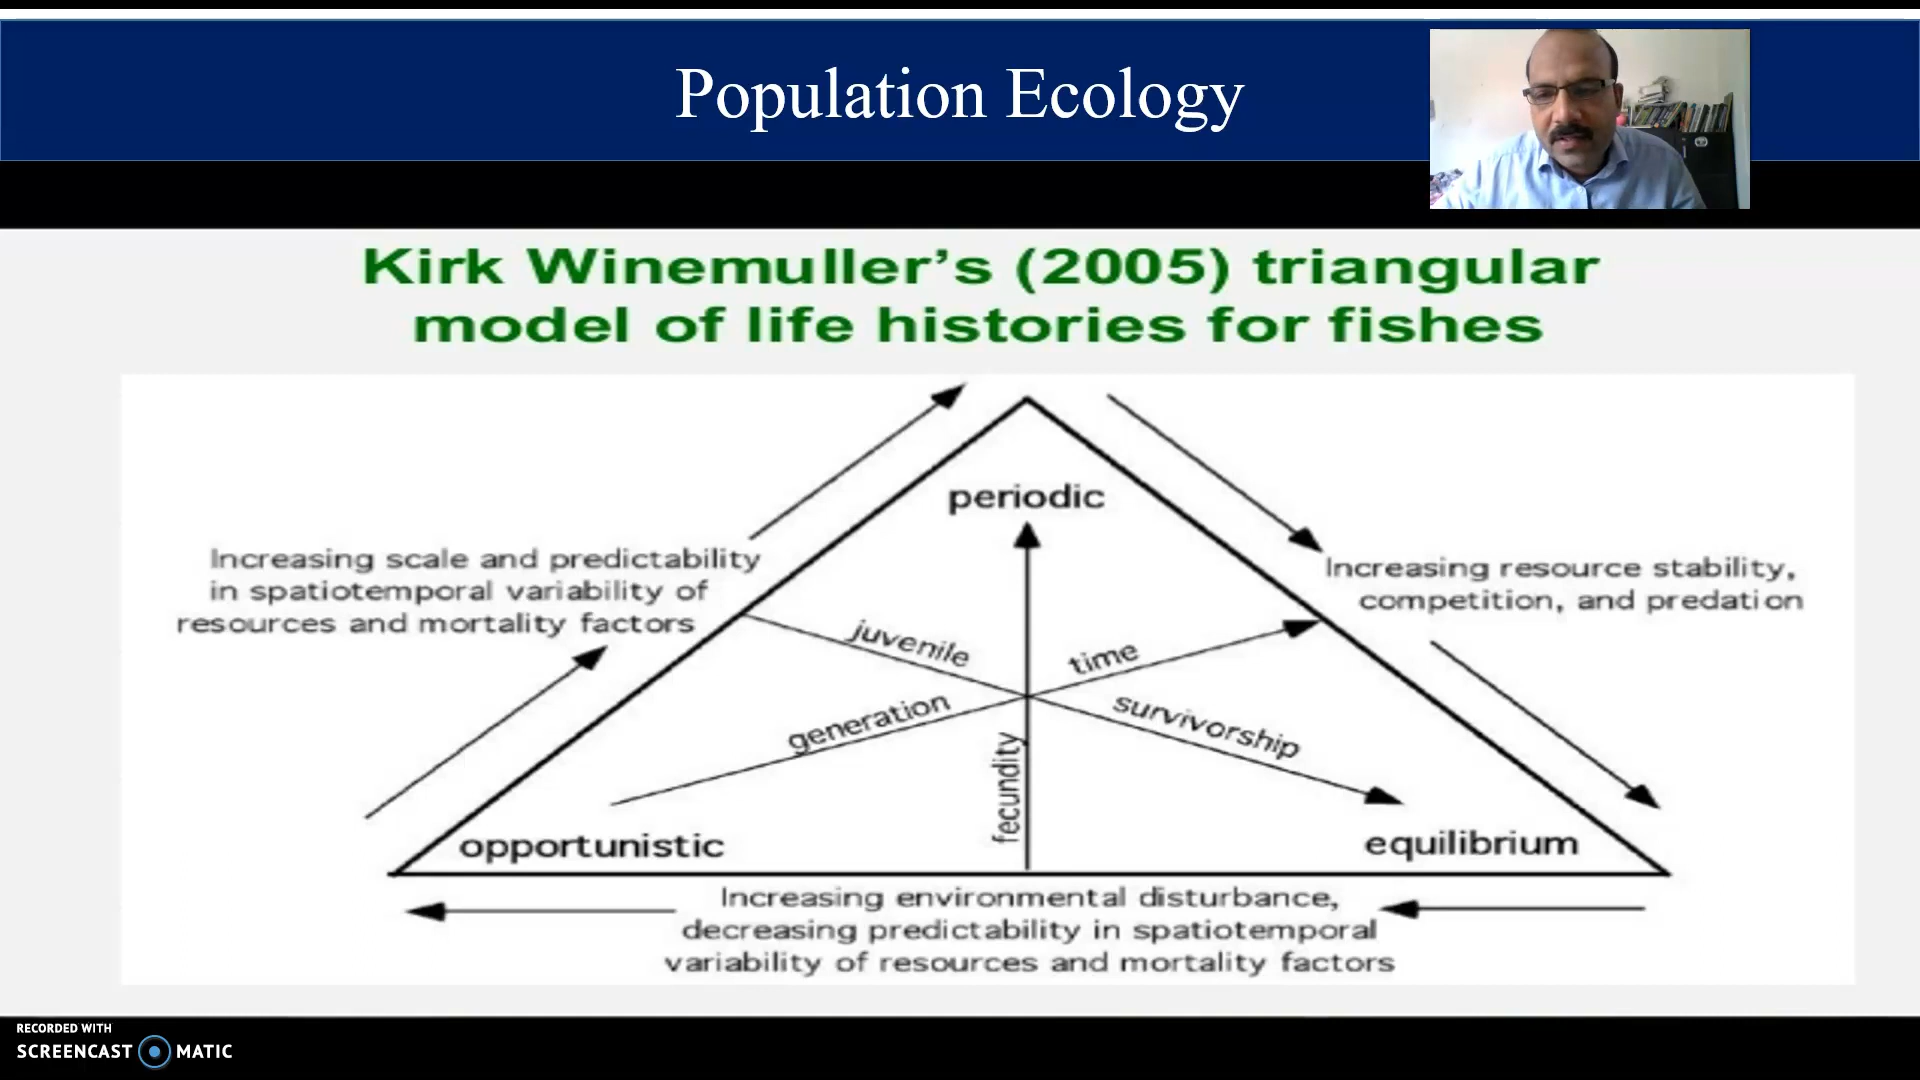 Population Ecology
Kirk Winemuller’s (2005) triangular
model of life histories for fishes
periodic
Increasing scale and predictability
in spatiotemporal variability of
resources and mortality factors
Increasing resource stability,
competition, and predation
juvenile
time
generation
survivorship
fecundity
opportunistic
equilibrium
Increasing environmental disturbance,
decreasing predictability in spatiotemporal
variability of resources and mortality factors
RECORDED WITH
SCREENCAST MATIC